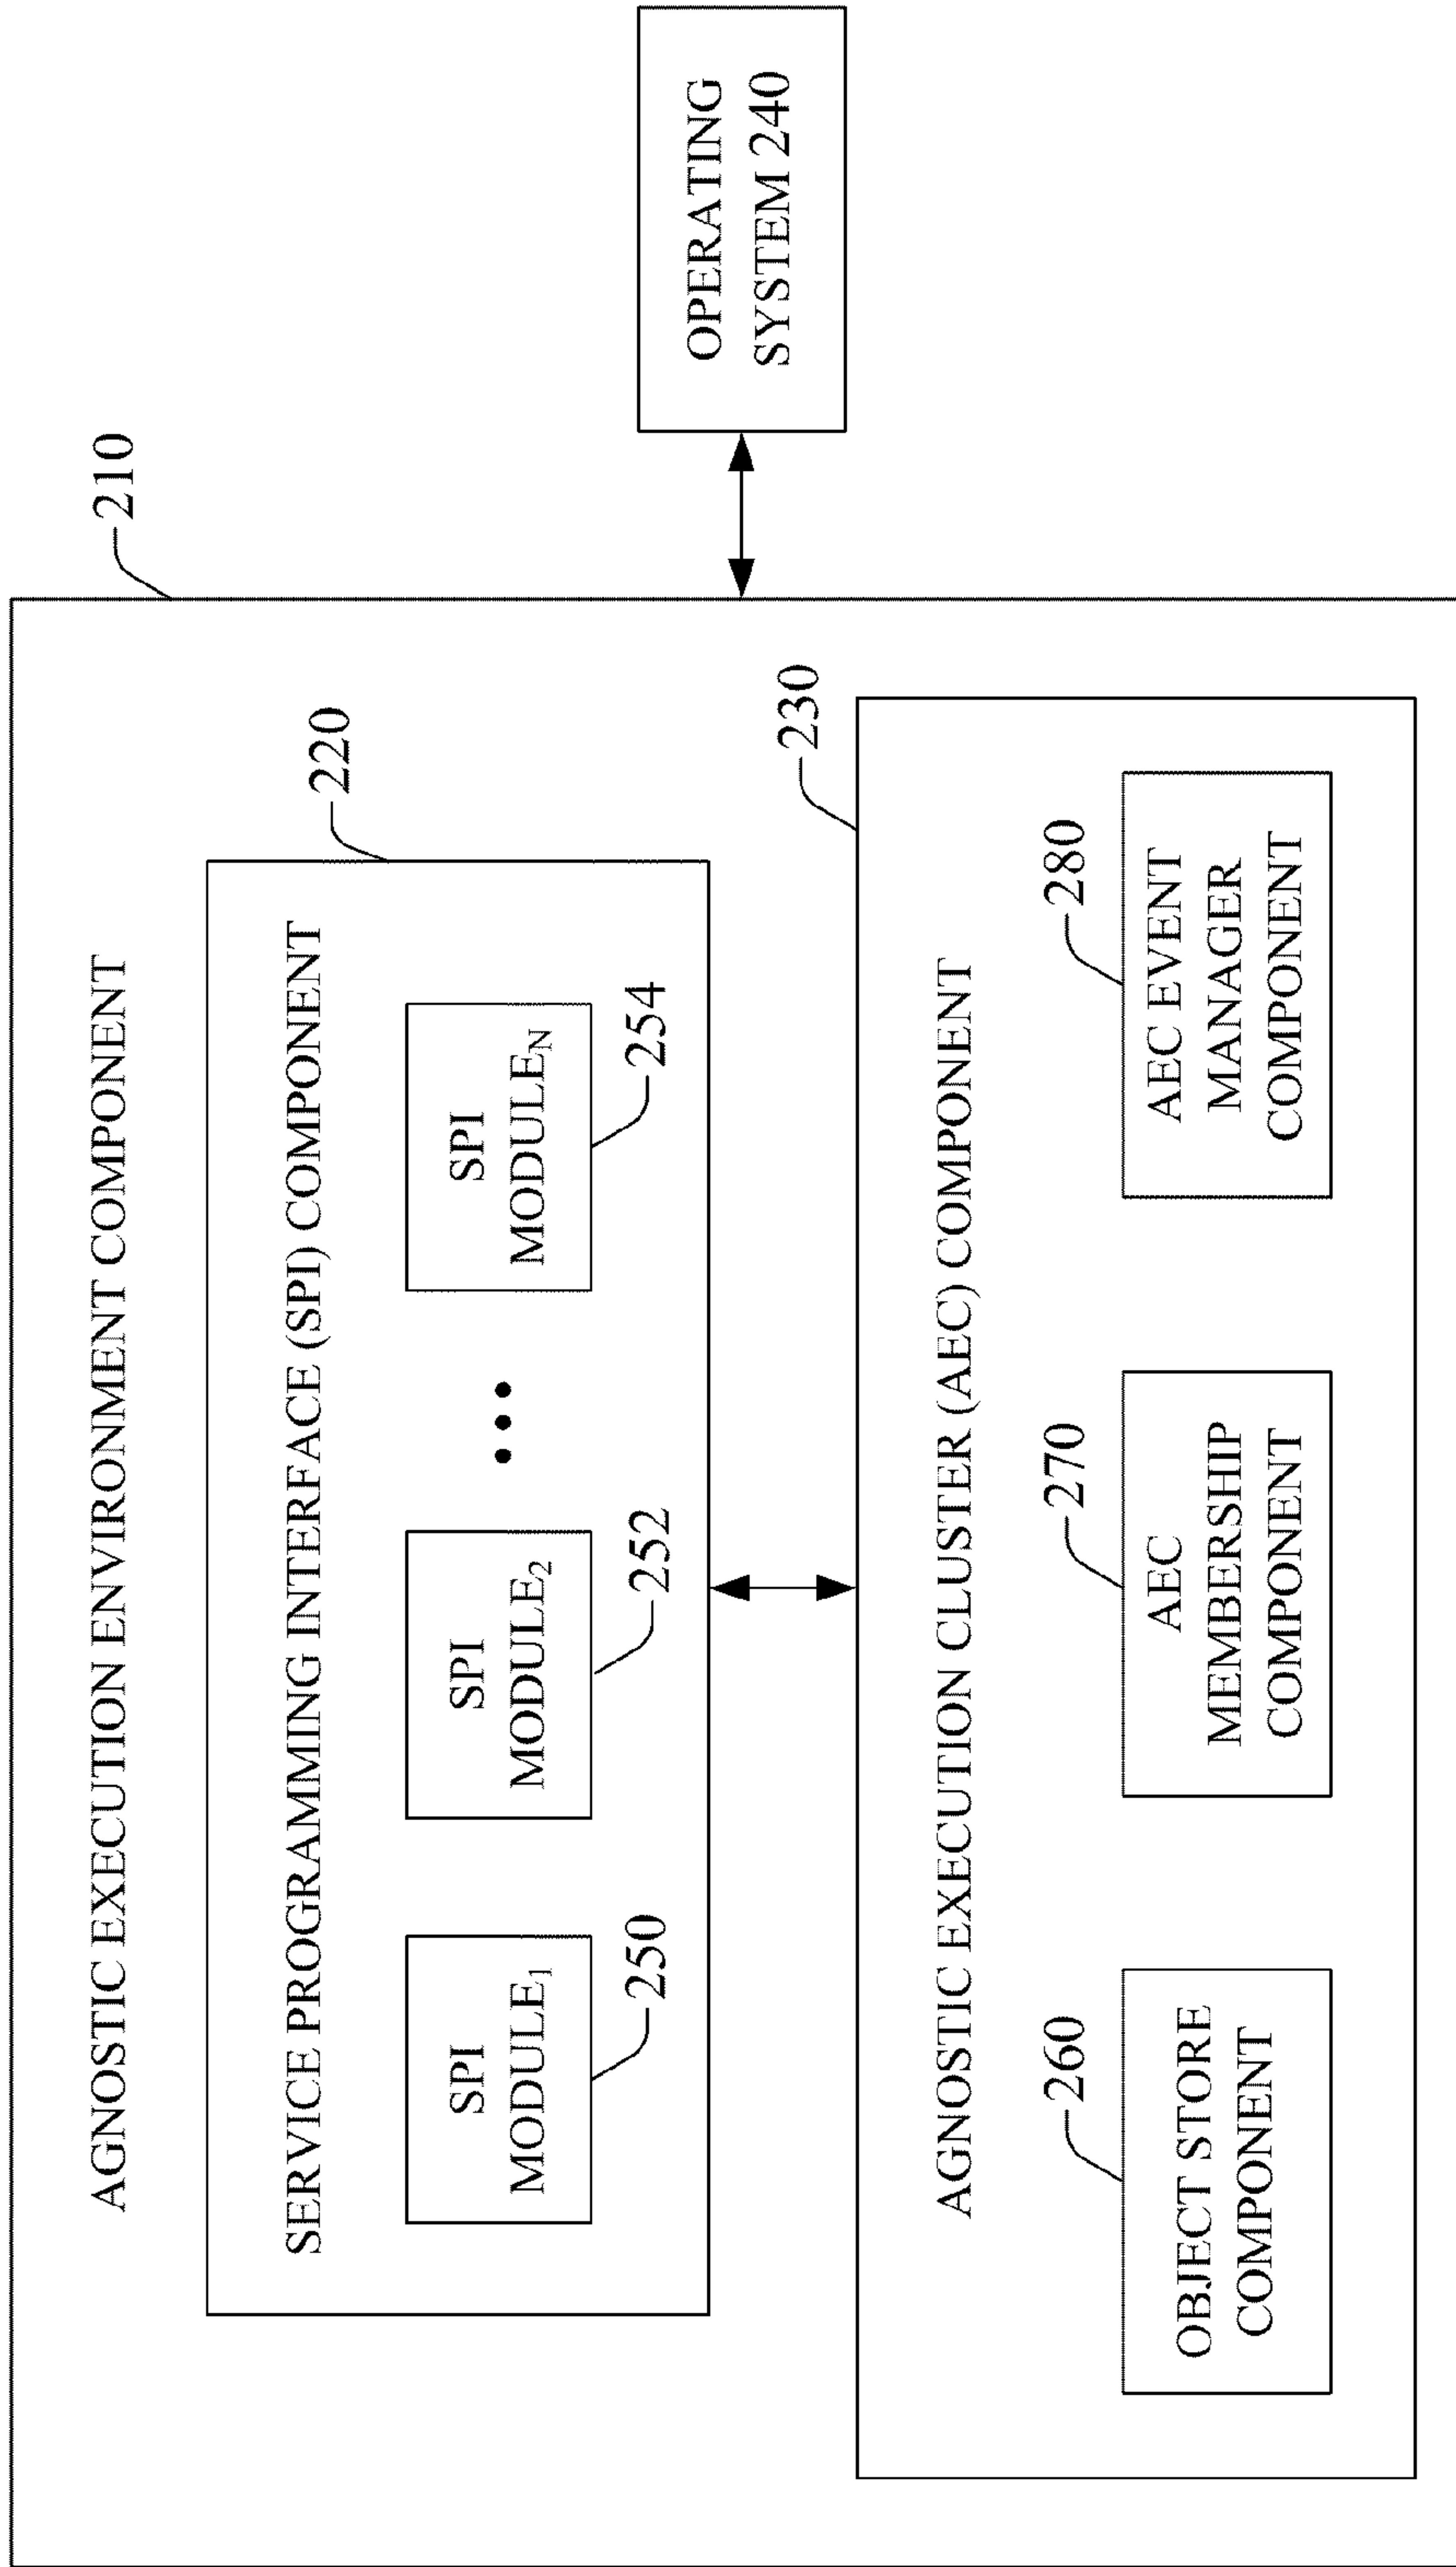 AGNOSTIC EXECUTION ENVIRONMENT COMPONENT
210
SERVICE PROGRAMMING INTERFACE (SPI) COMPONENT
220
SPI
MODULE1
250
SPI
MODULE2
252
•••
SPI
MODULEN
254
OPERATING
SYSTEM 240
AGNOSTIC EXECUTION CLUSTER (AEC) COMPONENT
230
OBJECT STORE
COMPONENT
260
AEC
MEMBERSHIP
COMPONENT
270
AEC EVENT
MANAGER
COMPONENT
280